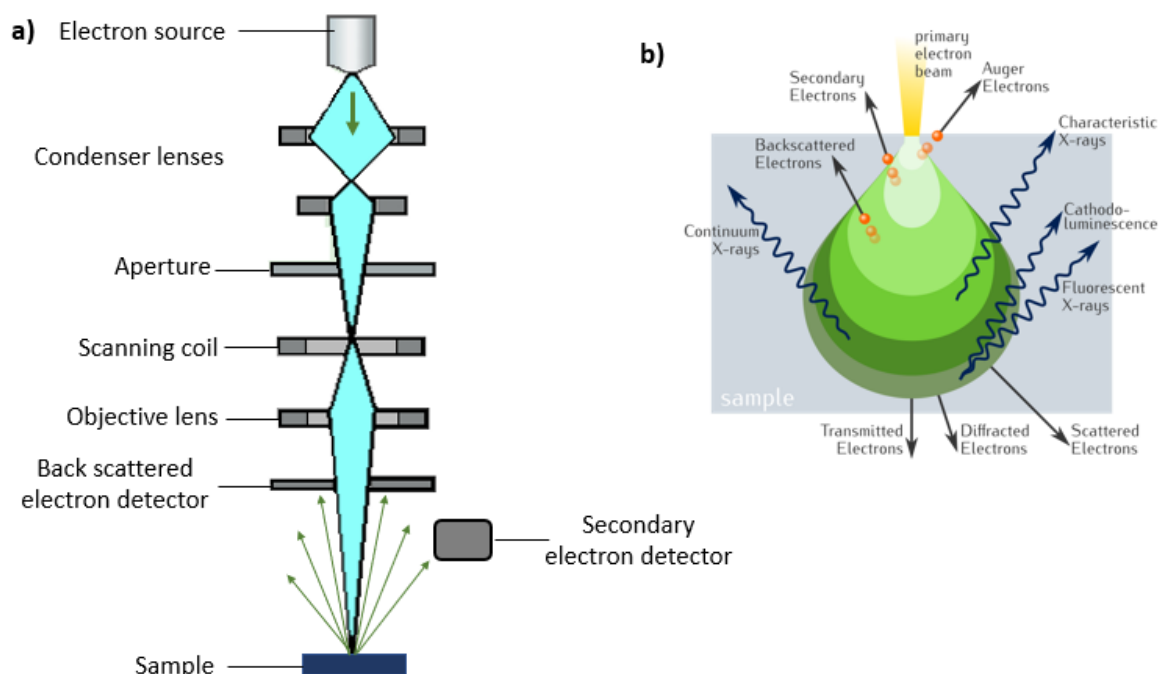 a)
Electron source
Condenser lenses
Aperture
Scanning coil
Objective lens
Back scattered
electron detector
Secondary
electron detector
Sample
b)
primary
electron
beam
Secondary
Electrons
Auger
Electrons
Backscattered
Electrons
Characteristic
X-rays
Continuum
X-rays
Cathodo-
luminescence
Fluorescent
X-rays
sample
Transmitted
Electrons
Diffracted
Electrons
Scattered
Electrons